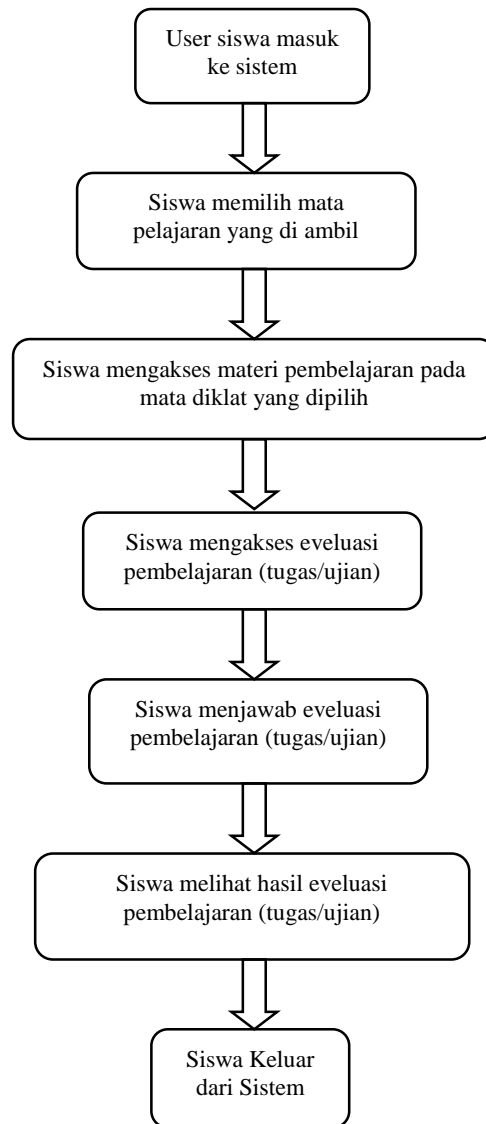 User siswa masuk
ke sistem
Siswa memilih mata
pelajaran yang di ambil
Siswa mengakses materi pembelajaran pada
mata diklat yang dipilih
Siswa mengakses eveluasi
pembelajaran (tugas/ujian)
Siswa menjawab eveluasi
pembelajaran (tugas/ujian)
Siswa melihat hasil eveluasi
pembelajaran (tugas/ujian)
Siswa Keluar
dari Sistem